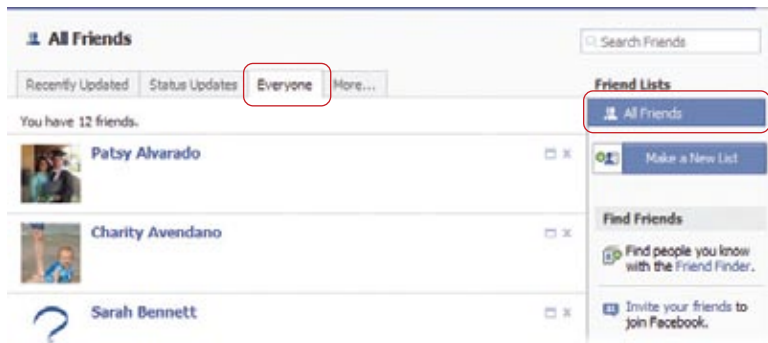 All Friends
Search Friends
Recently Updated Status Updates Everyone More...
Friend Lists
All Friends
You have 12 friends.
Patsy Alvarado x
Make a New List
Charity Avendano x
Find Friends
Find people you know
with the Friend Finder.
Sarah Bennett x
Invite your friends to
join Facebook.